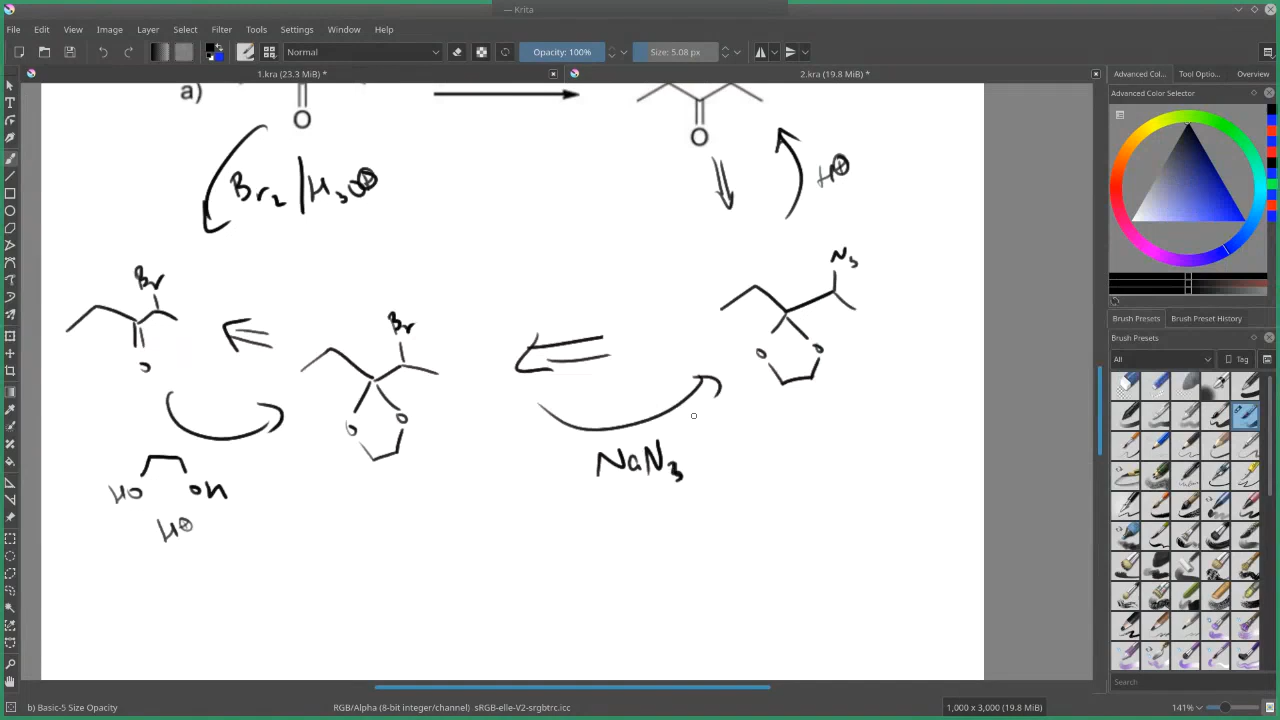 — Krita
File Edit View Image Layer Select Filter Tools Settings Window Help
Normal Opacity: 100% Size: 5.08 px
1.kra (23.3 MiB) * 2.kra (19.8 MiB) *
Advanced Col... Tool Optio... Overview
Advanced Color Selector
a)
O
O
Br₂/H₃O⊕
H⊕
N₃
Br
O
Br
O O
O O
HO OH
H⊕
NaN₃
Brush Presets Brush Preset History
Brush Presets
All Tag
Search
b) Basic-5 Size Opacity RGB/Alpha (8-bit integer/channel) sRGB-elle-V2-srgbtrc.icc 1,000 x 3,000 (19.8 MiB) 141%